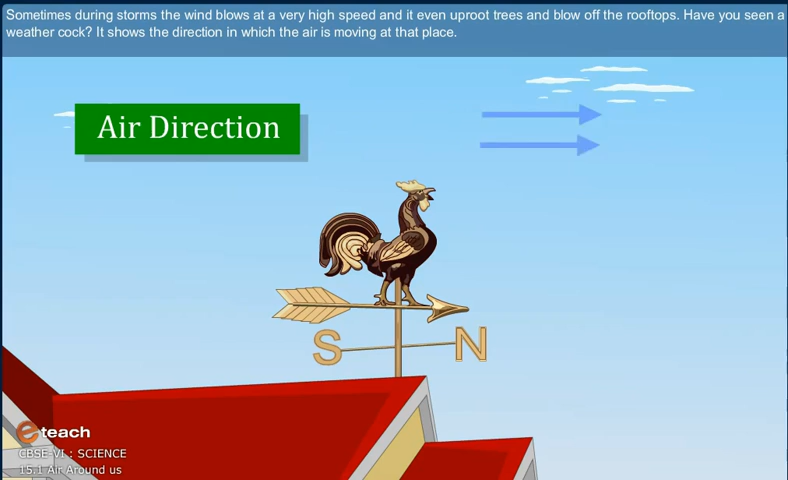 Sometimes during storms the wind blows at a very high speed and it even uproot trees and blow off the rooftops. Have you seen a
weather cock? It shows the direction in which the air is moving at that place.
Air Direction
S N
eteach
CBSE-VI : SCIENCE
15.1 Air Around us